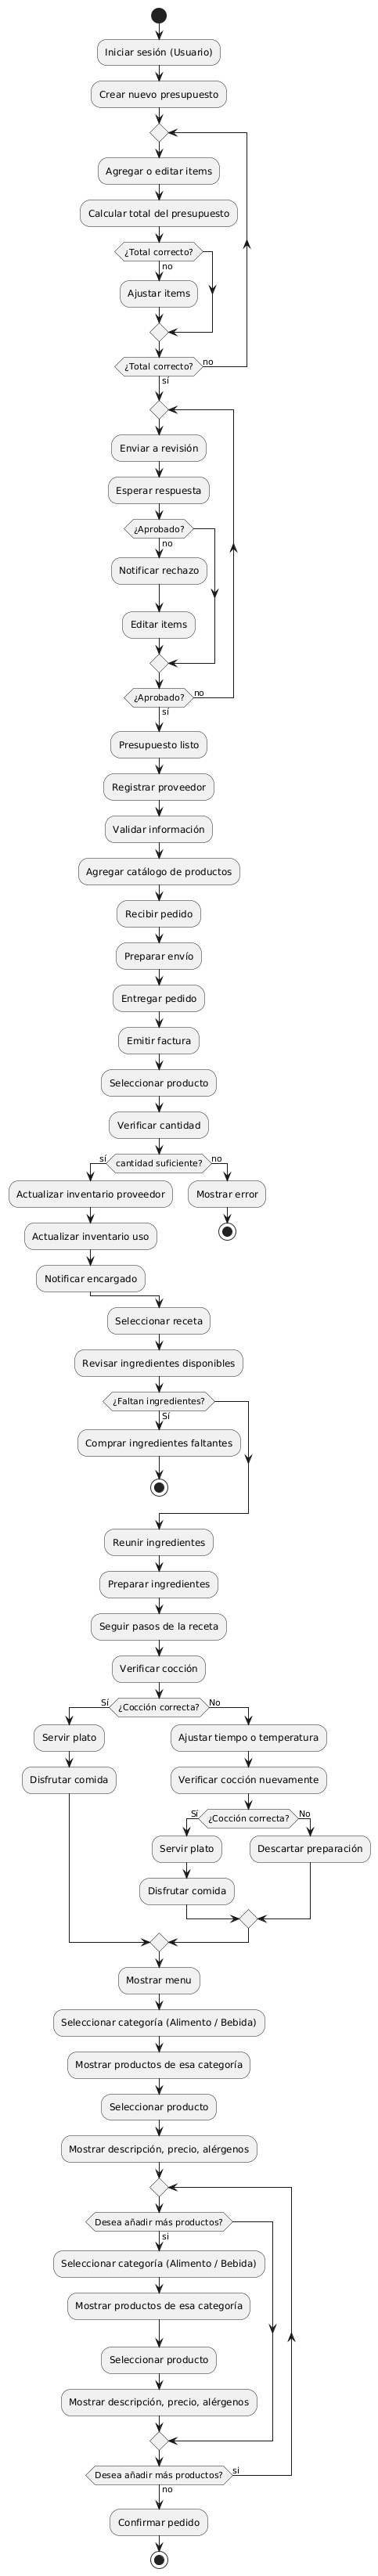 Iniciar sesión (Usuario)
Crear nuevo presupuesto
Agregar o editar items
Calcular total del presupuesto
¿Total correcto?
no
Ajustar items
¿Total correcto?
no
sí
Enviar a revisión
Esperar respuesta
¿Aprobado?
no
Notificar rechazo
Editar items
¿Aprobado?
no
sí
Presupuesto listo
Registrar proveedor
Validar información
Agregar catálogo de productos
Recibir pedido
Preparar envío
Entregar pedido
Emitir factura
Seleccionar producto
Verificar cantidad
sí
cantidad suficiente?
no
Actualizar inventario proveedor
Mostrar error
Actualizar inventario uso
Notificar encargado
Seleccionar receta
Revisar ingredientes disponibles
¿Faltan ingredientes?
Sí
Comprar ingredientes faltantes
Reunir ingredientes
Preparar ingredientes
Seguir pasos de la receta
Verificar cocción
Sí
¿Cocción correcta?
No
Servir plato
Ajustar tiempo o temperatura
Disfrutar comida
Verificar cocción nuevamente
Sí
¿Cocción correcta?
No
Servir plato
Descartar preparación
Disfrutar comida
Mostrar menu
Seleccionar categoría (Alimento / Bebida)
Mostrar productos de esa categoría
Seleccionar producto
Mostrar descripción, precio, alérgenos
Desea añadir más productos?
si
Seleccionar categoría (Alimento / Bebida)
Mostrar productos de esa categoría
Seleccionar producto
Mostrar descripción, precio, alérgenos
Desea añadir más productos?
si
no
Confirmar pedido